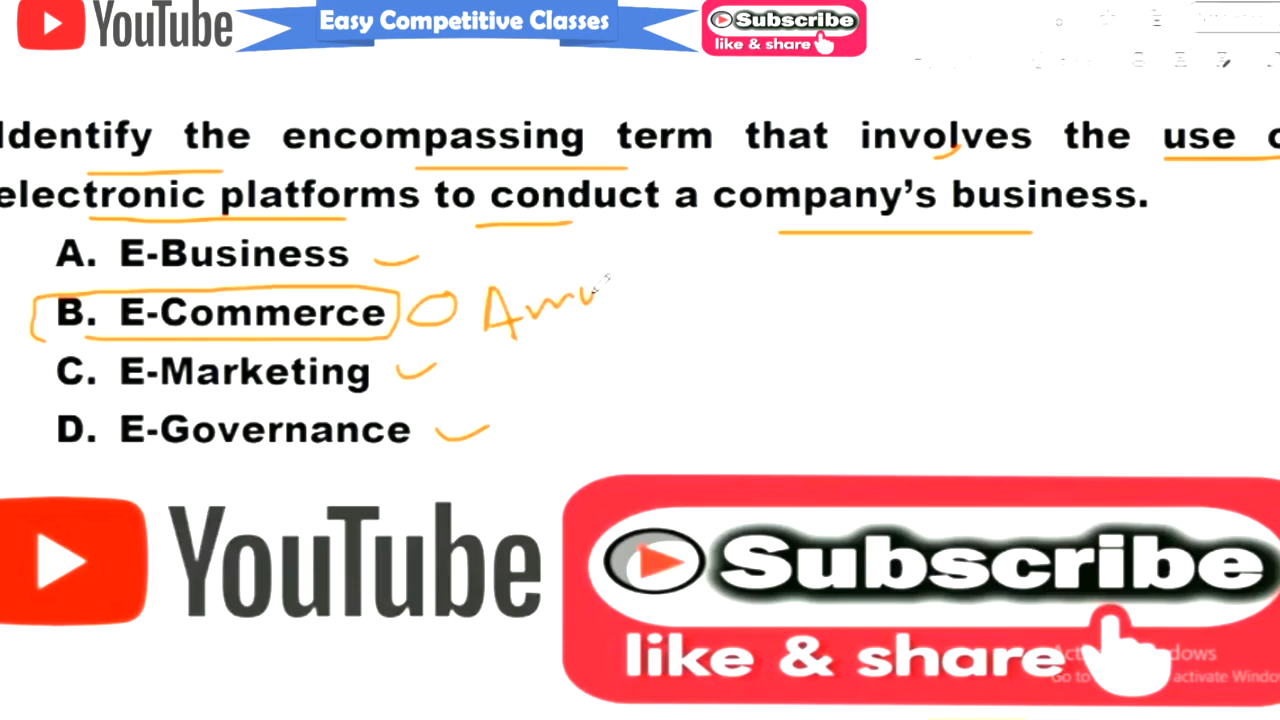 YouTube Easy Competitive Classes Subscribe
like & share
Identify the encompassing term that involves the use
electronic platforms to conduct a company's business.
A. E-Business
B. E-Commerce
C. E-Marketing
D. E-Governance
YouTube Subscribe
like & share